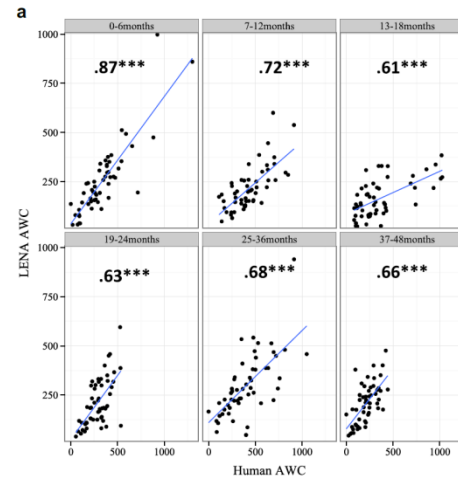 a
0-6months 7-12months 13-18months
1000
.87*** .72*** .61***
750
500
250
19-24months 25-36months 37-48months
1000
.63*** .68*** .66***
750
500
250
LENA AWC
0 500 1000 0 500 1000 0 500 1000
Human AWC